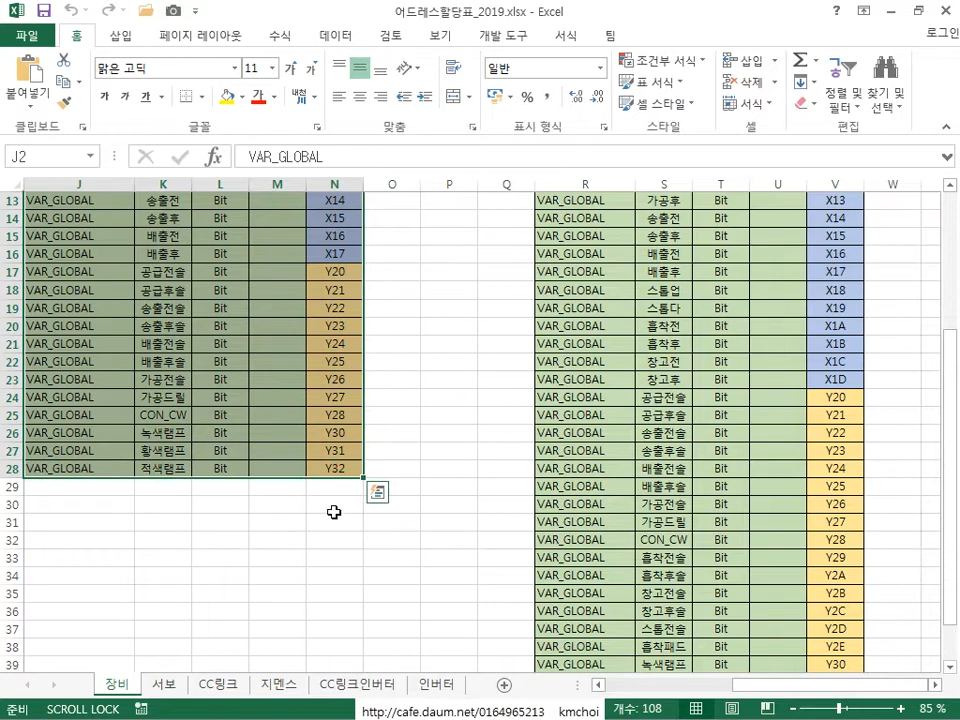 어드레스할당표_2019.xlsx - Excel
파일 홈 삽입 페이지 레이아웃 수식 데이터 검토 보기 개발 도구 서식 팀 로그인
맑은 고딕 11 일반 조건부 서식 삽입
붙여넣기 가 가 가 가 내천 % , 표 서식 삭제 정렬 및 필터 찾기 및 선택
셀 스타일 서식
클립보드 글꼴 맞춤 표시 형식 스타일 셀 편집
J2 VAR_GLOBAL
J K L M N O P Q R S T U V W
13 VAR_GLOBAL 송출전 Bit X14 VAR_GLOBAL 가공후 Bit X13
14 VAR_GLOBAL 송출후 Bit X15 VAR_GLOBAL 송출전 Bit X14
15 VAR_GLOBAL 배출전 Bit X16 VAR_GLOBAL 송출후 Bit X15
16 VAR_GLOBAL 배출후 Bit X17 VAR_GLOBAL 배출전 Bit X16
17 VAR_GLOBAL 공급전솔 Bit Y20 VAR_GLOBAL 배출후 Bit X17
18 VAR_GLOBAL 공급후솔 Bit Y21 VAR_GLOBAL 스톱업 Bit X18
19 VAR_GLOBAL 송출전솔 Bit Y22 VAR_GLOBAL 스톱다 Bit X19
20 VAR_GLOBAL 송출후솔 Bit Y23 VAR_GLOBAL 흡착전 Bit X1A
21 VAR_GLOBAL 배출전솔 Bit Y24 VAR_GLOBAL 흡착후 Bit X1B
22 VAR_GLOBAL 배출후솔 Bit Y25 VAR_GLOBAL 창고전 Bit X1C
23 VAR_GLOBAL 가공전솔 Bit Y26 VAR_GLOBAL 창고후 Bit X1D
24 VAR_GLOBAL 가공드릴 Bit Y27 VAR_GLOBAL 공급전솔 Bit Y20
25 VAR_GLOBAL CON_CW Bit Y28 VAR_GLOBAL 공급후솔 Bit Y21
26 VAR_GLOBAL 녹색램프 Bit Y30 VAR_GLOBAL 송출전솔 Bit Y22
27 VAR_GLOBAL 황색램프 Bit Y31 VAR_GLOBAL 송출후솔 Bit Y23
28 VAR_GLOBAL 적색램프 Bit Y32 VAR_GLOBAL 배출전솔 Bit Y24
29 VAR_GLOBAL 배출후솔 Bit Y25
30 VAR_GLOBAL 가공전솔 Bit Y26
31 VAR_GLOBAL 가공드릴 Bit Y27
32 VAR_GLOBAL CON_CW Bit Y28
33 VAR_GLOBAL 흡착전솔 Bit Y29
34 VAR_GLOBAL 흡착후솔 Bit Y2A
35 VAR_GLOBAL 창고전솔 Bit Y2B
36 VAR_GLOBAL 창고후솔 Bit Y2C
37 VAR_GLOBAL 스톱전솔 Bit Y2D
38 VAR_GLOBAL 흡착패드 Bit Y2E
39 VAR_GLOBAL 녹색램프 Bit Y30
장비 서보 CC링크 지멘스 CC링크인버터 인버터
준비 SCROLL LOCK http://cafe.daum.net/0164965213 kmchoi 개수: 108 85 %